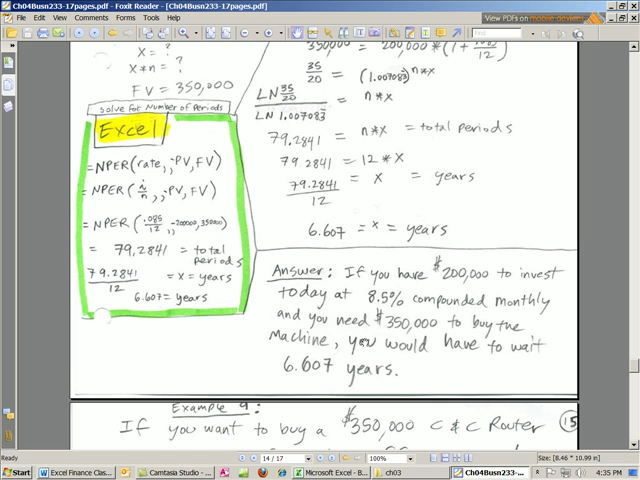 Ch04Busn233-17pages.pdf - Foxit Reader - [Ch04Busn233-17pages.pdf]
File Edit Comments Forms Tools View Help
View PDFs on mobile devices
Find
X = ?
X*n = ?
FV = 350,000
Solve for Number of Periods
Excel
=NPER(rate,,-PV,FV)
=NPER(i/n,,-PV,FV)
=NPER(.085/12,,-200000,350000)
= 79.2841 = total periods
79.2841/12 = x = years
6.607 = years
350,000 = 200,000*(1+
35/20 = (1.007083)^n*x
LN 35/20 / LN 1.007083 = n*x
79.2841 = n*x = total periods
79.2841 = 12*X
79.2841/12 = X = years
6.607 = x = years
Answer: If you have $200,000 to invest
today at 8.5% compounded monthly
and you need $350,000 to buy the
machine, you would have to wait
6.607 years.
Example 9:
If you want to buy a $350,000 C & C Router
15
Ready
14 / 17
100%
Size: [8.46 * 10.99 in]
Start
Excel Finance Class...
Camtasia Studio - ...
Microsoft Excel - B...
ch03
Ch04Busn233-...
4:35 PM